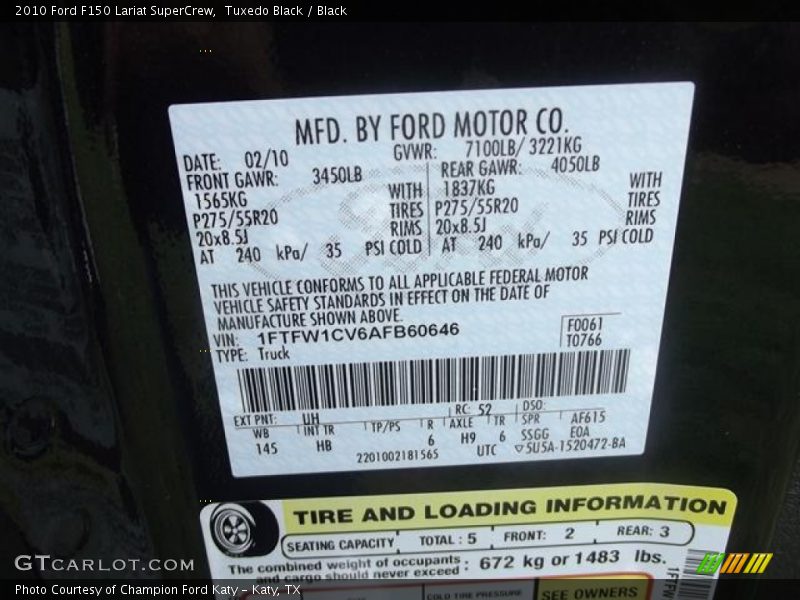 2010 Ford F150 Lariat SuperCrew, Tuxedo Black / Black
MFD. BY FORD MOTOR CO.
DATE: 02/10 GVWR: 7100LB/ 3221KG
FRONT GAWR: 3450LB REAR GAWR: 4050LB
1565KG WITH 1837KG WITH
P275/55R20 TIRES P275/55R20 TIRES
20x8.5J RIMS 20x8.5J RIMS
AT 240 kPa/ 35 PSI COLD AT 240 kPa/ 35 PSI COLD
THIS VEHICLE CONFORMS TO ALL APPLICABLE FEDERAL MOTOR
VEHICLE SAFETY STANDARDS IN EFFECT ON THE DATE OF
MANUFACTURE SHOWN ABOVE.
VIN: 1FTFW1CV6AFB60646 F0061
TYPE: Truck T0766
EXT PNT: UH RC: 52 DSO:
WB INT TR TP/PS R AXLE TR SPR AF615
145 HB 6 H9 6 SSGG E0A
2201002181565 UTC ▽5U5A-1520472-BA
TIRE AND LOADING INFORMATION
SEATING CAPACITY TOTAL : 5 FRONT: 2 REAR: 3
The combined weight of occupants
and cargo should never exceed : 672 kg or 1483 lbs.
COLD TIRE PRESSURE SEE OWNERS
1FTFW
GTCARLOT.COM
Photo Courtesy of Champion Ford Katy - Katy, TX